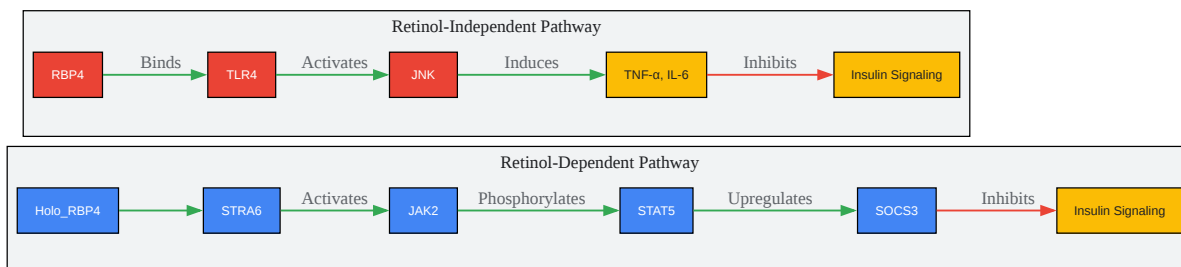 Retinol-Independent Pathway
RBP4 Binds TLR4 Activates JNK Induces TNF-α, IL-6 Inhibits Insulin Signaling
Retinol-Dependent Pathway
Holo_RBP4 STRA6 Activates JAK2 Phosphorylates STAT5 Upregulates SOCS3 Inhibits Insulin Signaling